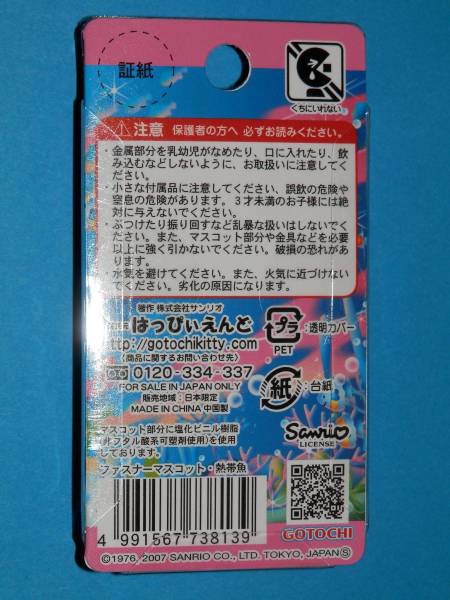 証紙
くちにいれない
⚠注意 保護者の方へ 必ずお読みください。
・金属部分を乳幼児がなめたり、口に入れたり、飲
み込むなどしないように、お取扱いに注意してく
ださい。
・小さな付属品に注意してください、誤飲の危険や
窒息の危険があります。3才未満のお子様には絶
対に与えないでください。
・ぶつけたり振り回すなど乱暴な扱いはしないでく
ださい。また、マスコット部分や金具などを必要
以上に強く引かないでください。破損の恐れがあ
ります。
・水気を避けてください。また、火気に近づけない
でください。劣化の原因になります。
著作 株式会社サンリオ
はっぴぃえんど
http://gotochikitty.com/
〈商品に関するお問い合わせ先〉
0120-334-337
FOR SALE IN JAPAN ONLY
販売地域:日本限定
MADE IN CHINA 中国製
プラ :透明カバー
PET
紙 :台紙
マスコット部分に塩化ビニル樹脂
(非フタル酸系可塑剤使用)を使用
しております。
ファスナーマスコット・熱帯魚
Sanrio
LICENSE
4 991567 738139
GOTOCHI
©1976, 2007 SANRIO CO., LTD. TOKYO, JAPAN Ⓢ